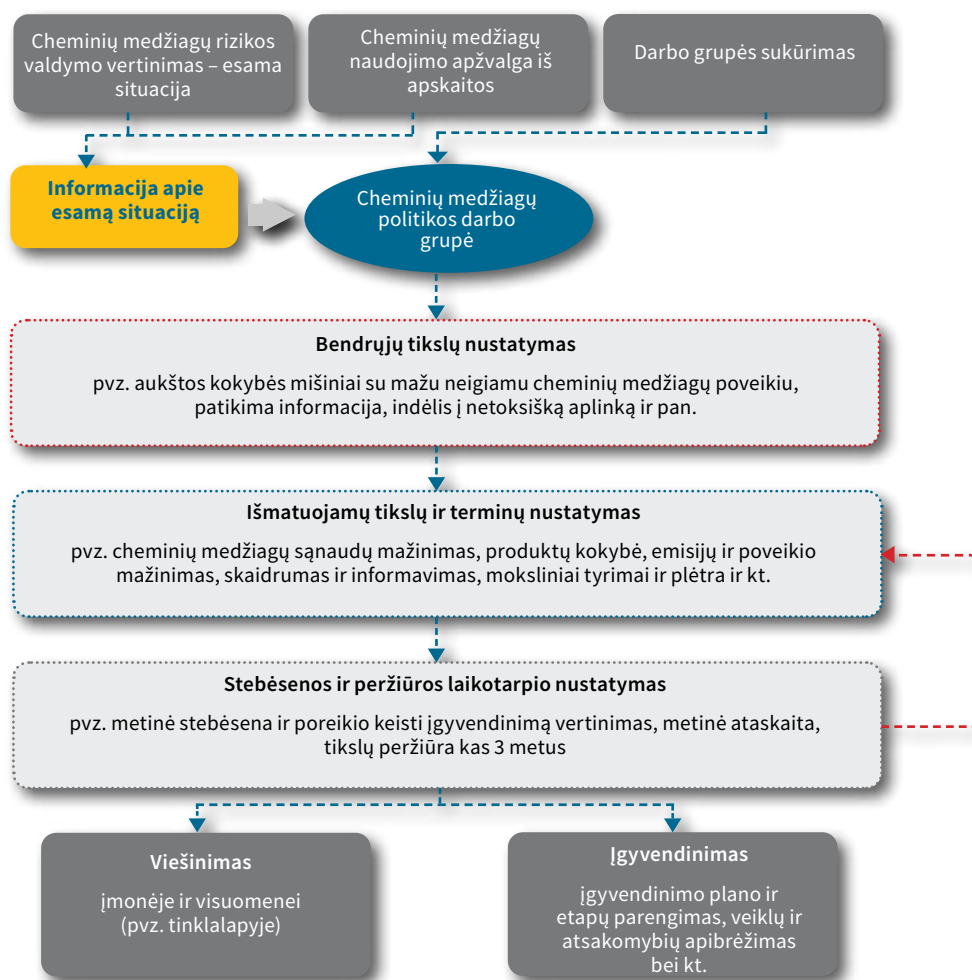 Cheminių medžiagų rizikos
valdymo vertinimas – esama
situacija
Cheminių medžiagų
naudojimo apžvalga iš
apskaitos
Darbo grupės sukūrimas
Informacija apie
esamą situaciją
Cheminių medžiagų
politikos darbo
grupė
Bendrųjų tikslų nustatymas
pvz. aukštos kokybės mišiniai su mažu neigiamu cheminių medžiagų poveikiu,
patikima informacija, indėlis į netoksišką aplinką ir pan.
Išmatuojamų tikslų ir terminų nustatymas
pvz. cheminių medžiagų sąnaudų mažinimas, produktų kokybė, emisijų ir poveikio
mažinimas, skaidrumas ir informavimas, moksliniai tyrimai ir plėtra ir kt.
Stebėsenos ir peržiūros laikotarpio nustatymas
pvz. metinė stebėsena ir poreikio keisti įgyvendinimą vertinimas, metinė ataskaita,
tikslų peržiūra kas 3 metus
Viešinimas
įmonėje ir visuomenei
(pvz. tinklalapyje)
Įgyvendinimas
įgyvendinimo plano ir
etapų parengimas, veiklų ir
atsakomybių apibrėžimas
bei kt.